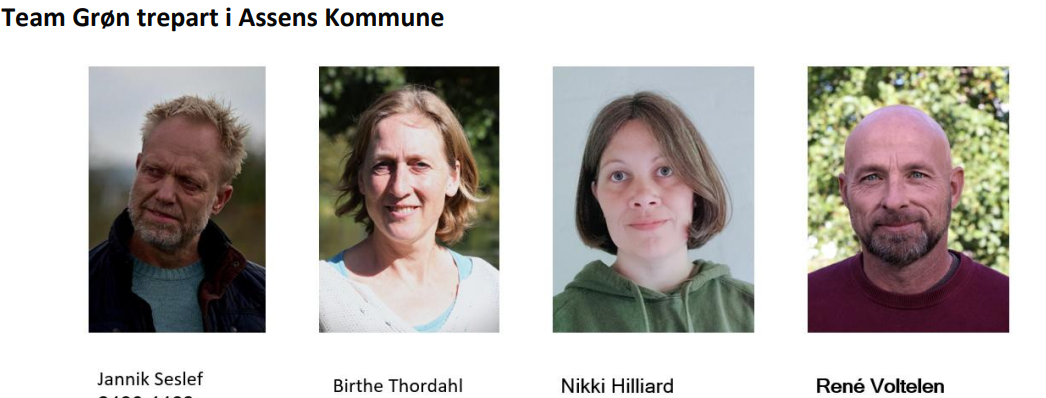 Team Grøn trepart i Assens Kommune
Jannik Seslef
Birthe Thordahl
Nikki Hilliard
René Voltelen